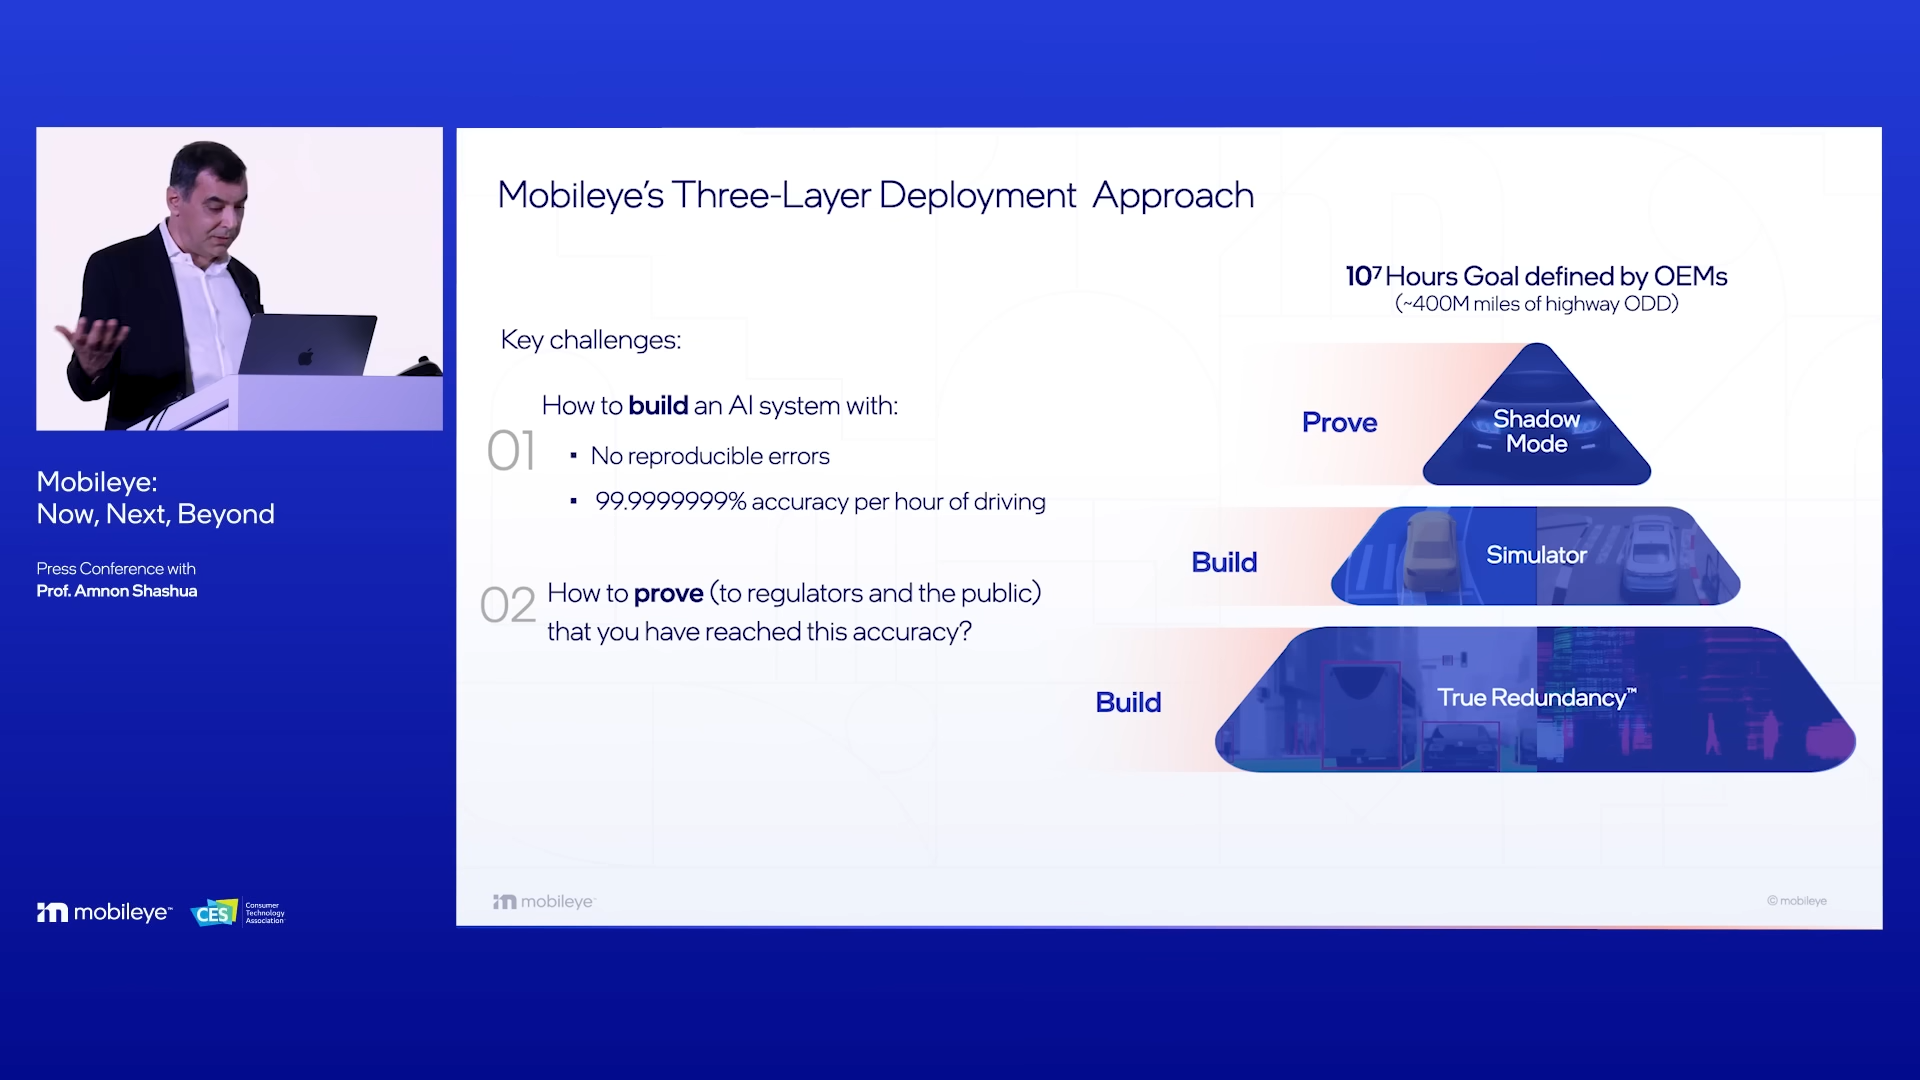 Mobileye:
Now, Next, Beyond
Press Conference with
Prof. Amnon Shashua
mobileye™
CES
Consumer
Technology
Association
Mobileye's Three-Layer Deployment Approach
Key challenges:
01
How to build an AI system with:
▪ No reproducible errors
▪ 99.9999999% accuracy per hour of driving
02
How to prove (to regulators and the public)
that you have reached this accuracy?
10⁷ Hours Goal defined by OEMs
(~400M miles of highway ODD)
Prove
Shadow
Mode
Build
Simulator
Build
True Redundancy™
mobileye™
© mobileye